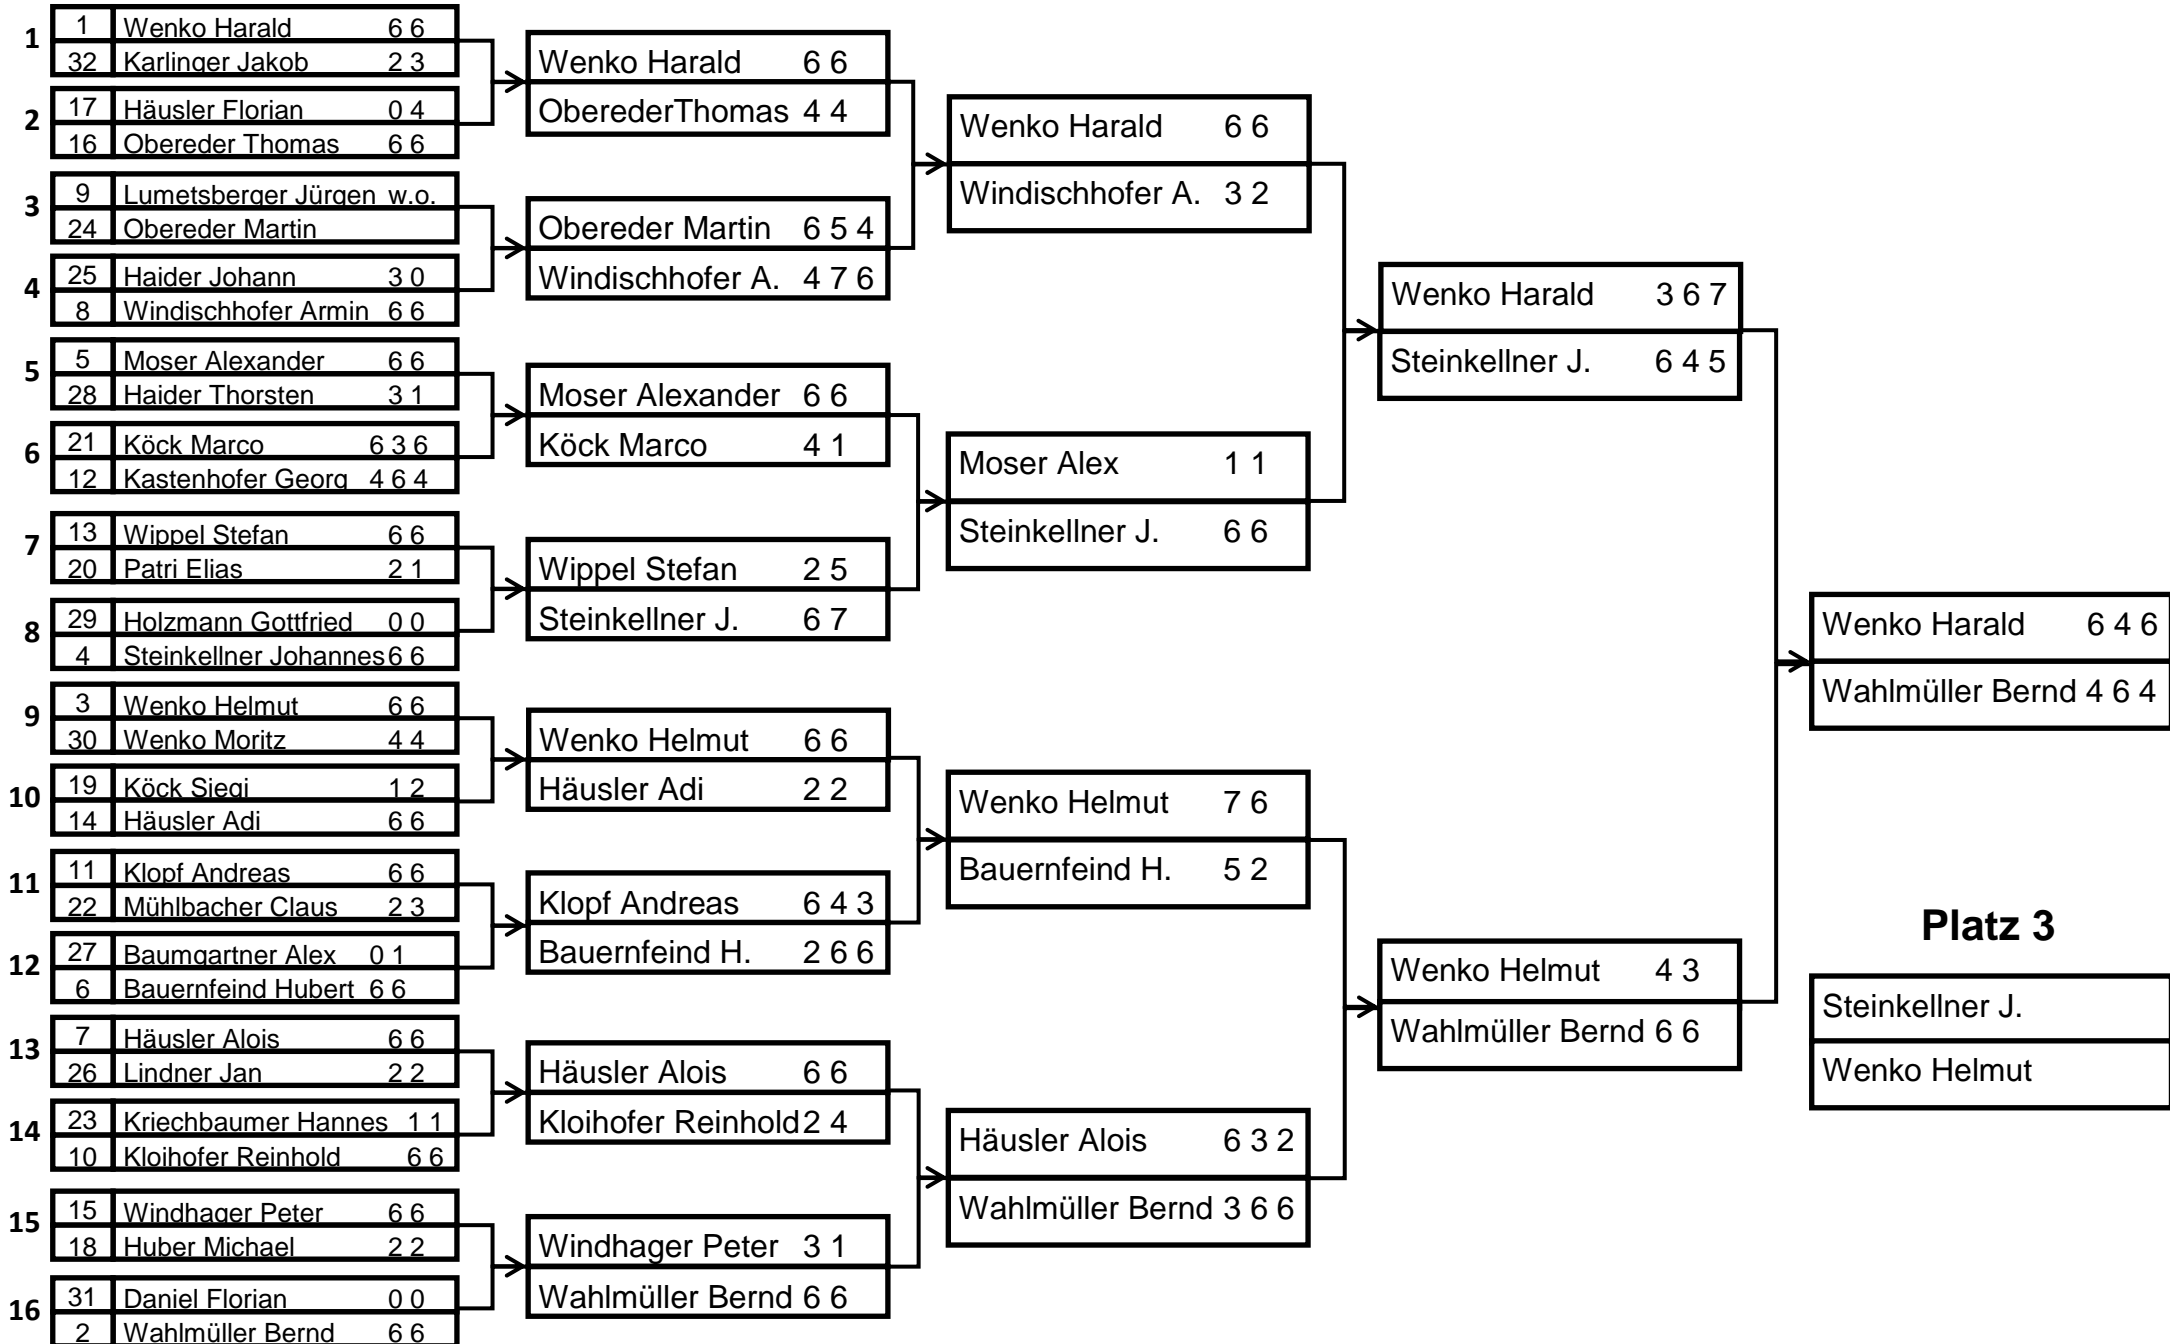 1 1 Wenko Harald 6 6
32 Karlinger Jakob 2 3
2 17 Häusler Florian 0 4
16 Obereder Thomas 6 6
3 9 Lumetsberger Jürgen w.o.
24 Obereder Martin
4 25 Haider Johann 3 0
8 Windischhofer Armin 6 6
5 5 Moser Alexander 6 6
28 Haider Thorsten 3 1
6 21 Köck Marco 6 3 6
12 Kastenhofer Georg 4 6 4
7 13 Wippel Stefan 6 6
20 Patri Elias 2 1
8 29 Holzmann Gottfried 0 0
4 Steinkellner Johannes 6 6
9 3 Wenko Helmut 6 6
30 Wenko Moritz 4 4
10 19 Köck Siegi 1 2
14 Häusler Adi 6 6
11 11 Klopf Andreas 6 6
22 Mühlbacher Claus 2 3
12 27 Baumgartner Alex 0 1
6 Bauernfeind Hubert 6 6
13 7 Häusler Alois 6 6
26 Lindner Jan 2 2
14 23 Kriechbaumer Hannes 1 1
10 Kloihofer Reinhold 6 6
15 15 Windhager Peter 6 6
18 Huber Michael 2 2
16 31 Daniel Florian 0 0
2 Wahlmüller Bernd 6 6
Wenko Harald 6 6
ObererederThomas 4 4
Obereder Martin 6 5 4
Windischhofer A. 4 7 6
Moser Alexander 6 6
Köck Marco 4 1
Wippel Stefan 2 5
Steinkellner J. 6 7
Wenko Helmut 6 6
Häusler Adi 2 2
Klopf Andreas 6 4 3
Bauernfeind H. 2 6 6
Häusler Alois 6 6
Kloihofer Reinhold 2 4
Windhager Peter 3 1
Wahlmüller Bernd 6 6
Wenko Harald 6 6
Windischhofer A. 3 2
Moser Alex 1 1
Steinkellner J. 6 6
Wenko Helmut 7 6
Bauernfeind H. 5 2
Häusler Alois 6 3 2
Wahlmüller Bernd 3 6 6
Wenko Harald 3 6 7
Steinkellner J. 6 4 5
Wenko Helmut 4 3
Wahlmüller Bernd 6 6
Wenko Harald 6 4 6
Wahlmüller Bernd 4 6 4
Platz 3
Steinkellner J.
Wenko Helmut